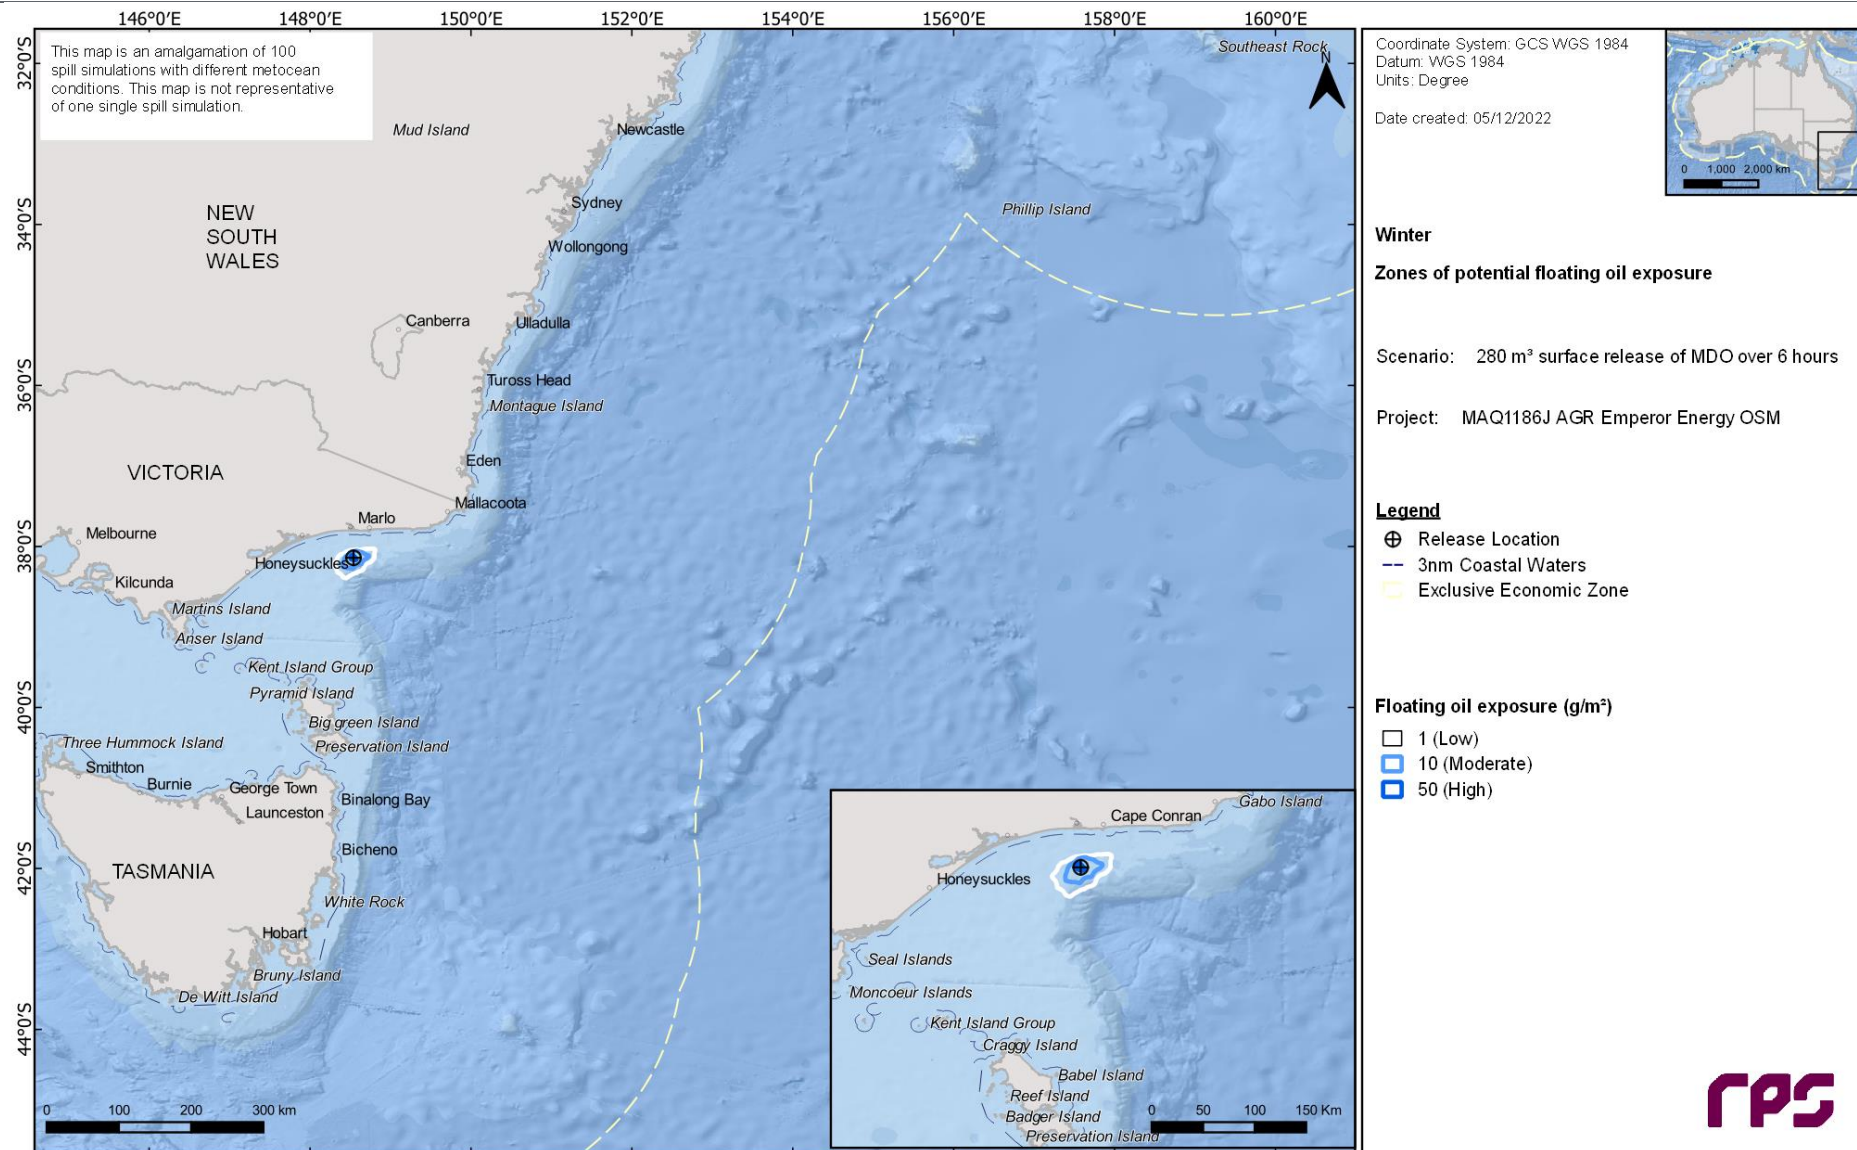 146°0'E 148°0'E 150°0'E 152°0'E 154°0'E 156°0'E 158°0'E 160°0'E
32°S
34°0'S
36°0'S
38°0'S
40°0'S
42°0'S
44°0'S
This map is an amalgamation of 100
spill simulations with different metocean
conditions. This map is not representative
of one single spill simulation.
Southeast Rock
N
Mud Island
Newcastle
NEW
SOUTH
WALES
Sydney
Phillip Island
Wollongong
Canberra
Ulladulla
Tuross Head
Montague Island
VICTORIA
Eden
Mallacoota
Marlo
Melbourne
Honeysuckles
Kilcunda
Martins Island
Anser Island
Kent Island Group
Pyramid Island
Big green Island
Preservation Island
Three Hummock Island
Smithton
Burnie
George Town
Launceston
Binalong Bay
Bicheno
TASMANIA
White Rock
Hobart
Bruny Island
De Witt Island
0 100 200 300 km
Gabo Island
Cape Conran
Honeysuckles
Seal Islands
Moncoeur Islands
Kent Island Group
Craggy Island
Babel Island
Reef Island
Badger Island
Preservation Island
0 50 100 150 Km
Coordinate System: GCS WGS 1984
Datum: WGS 1984
Units: Degree
Date created: 05/12/2022
0 1,000 2,000 km
Winter
Zones of potential floating oil exposure
Scenario: 280 m³ surface release of MDO over 6 hours
Project: MAQ1186J AGR Emperor Energy OSM
Legend
Release Location
3nm Coastal Waters
Exclusive Economic Zone
Floating oil exposure (g/m²)
1 (Low)
10 (Moderate)
50 (High)
rps